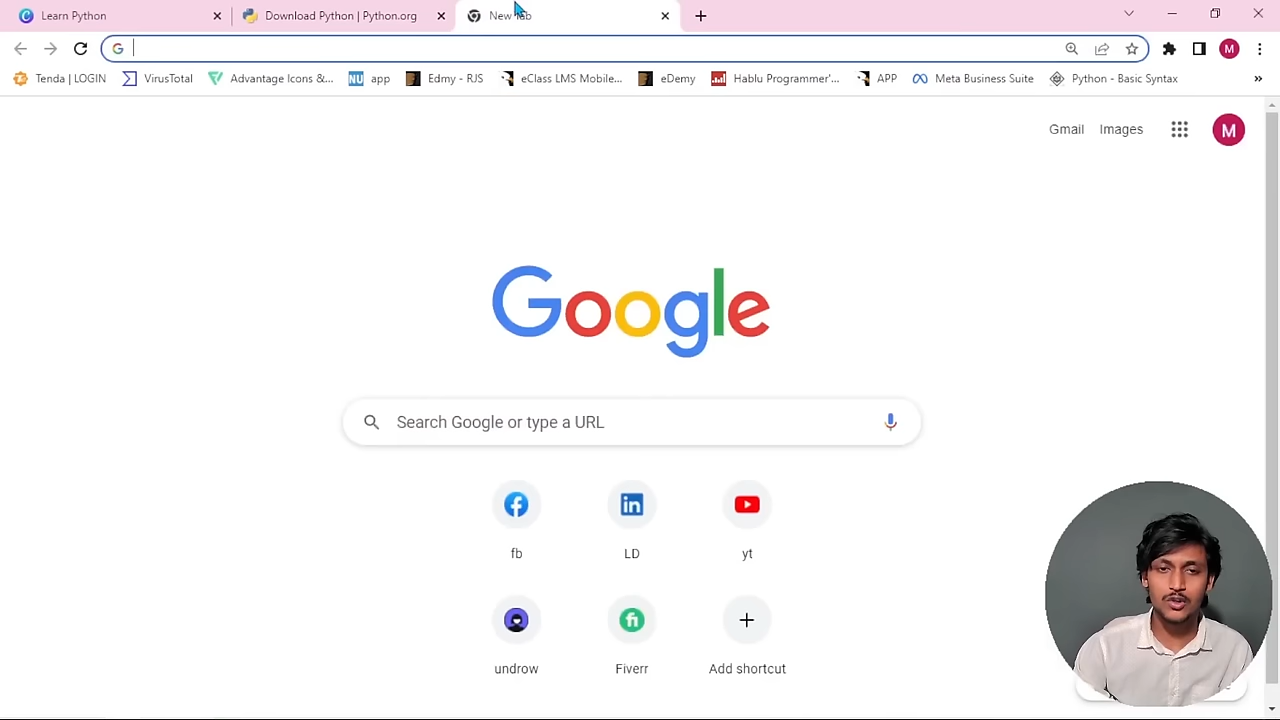 Learn Python
Download Python | Python.org
New Tab
Tenda | LOGIN
VirusTotal
Advantage Icons &...
NU app
Edmy - RJS
eClass LMS Mobile...
eDemy
Hablu Programmer'...
APP
Meta Business Suite
Python - Basic Syntax
M
Gmail
Images
M
Google
Search Google or type a URL
fb
LD
yt
undrow
Fiverr
Add shortcut